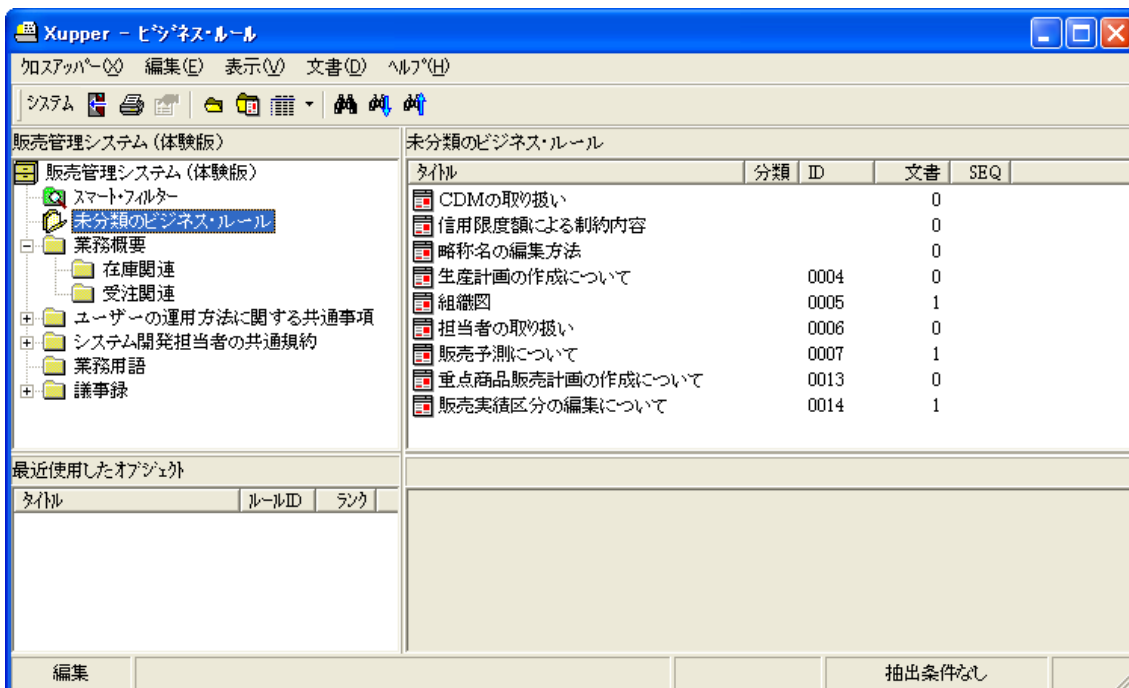 Xupper - ビジネス・ルール
クロスアッパー(X) 編集(E) 表示(V) 文書(D) ヘルプ(H)
システム
販売管理システム (体験版)
販売管理システム (体験版)
スマート・フィルター
未分類のビジネス・ルール
業務概要
在庫関連
受注関連
ユーザーの運用方法に関する共通事項
システム開発担当者の共通規約
業務用語
議事録
未分類のビジネス・ルール
タイトル 分類 ID 文書 SEQ
CDMの取り扱い 0
信用限度額による制約内容 0
略称名の編集方法 0
生産計画の作成について 0004 0
組織図 0005 1
担当者の取り扱い 0006 0
販売予測について 0007 1
重点商品販売計画の作成について 0013 0
販売実績区分の編集について 0014 1
最近使用したオブジェクト
タイトル ルールID ランク
編集 抽出条件なし